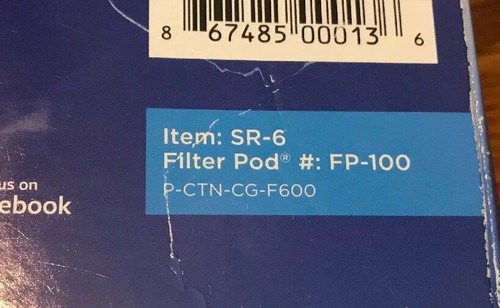 8 67485 00013 6
Item: SR-6
Filter Pod® #: FP-100
P-CTN-CG-F600
us on
ebook